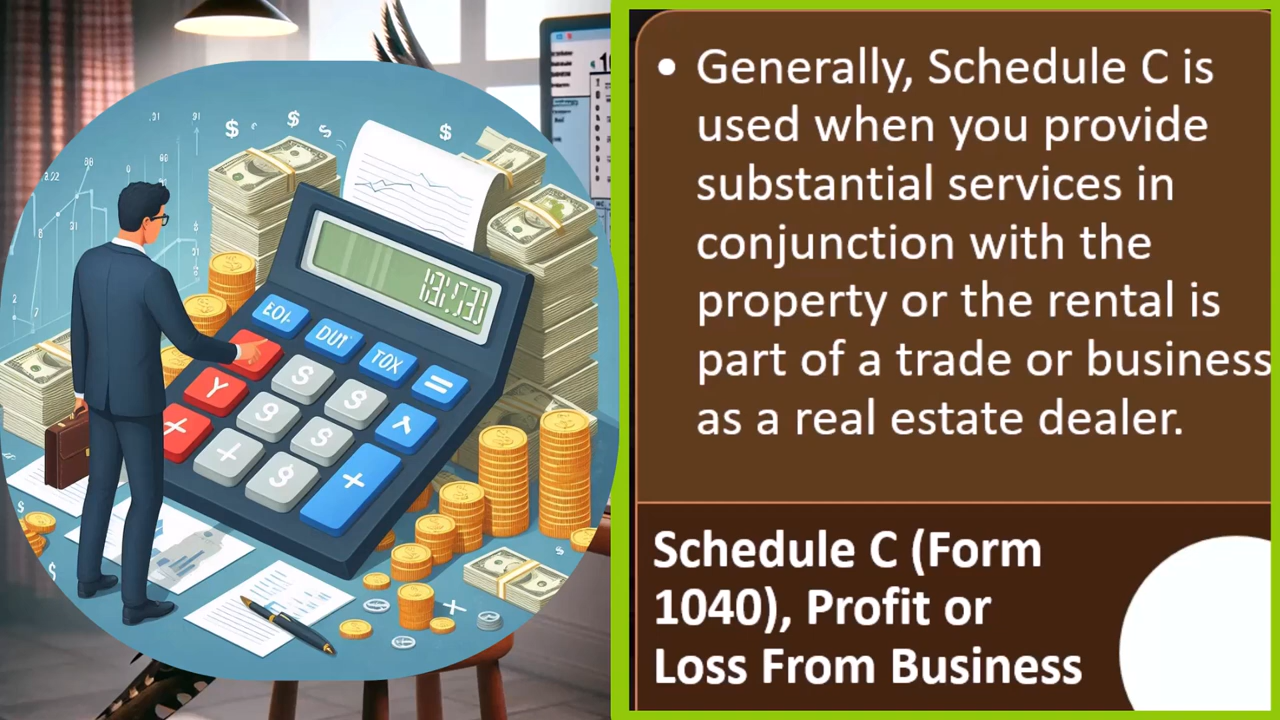 • Generally, Schedule C is
used when you provide
substantial services in
conjunction with the
property or the rental is
part of a trade or business
as a real estate dealer.
Schedule C (Form
1040), Profit or
Loss From Business